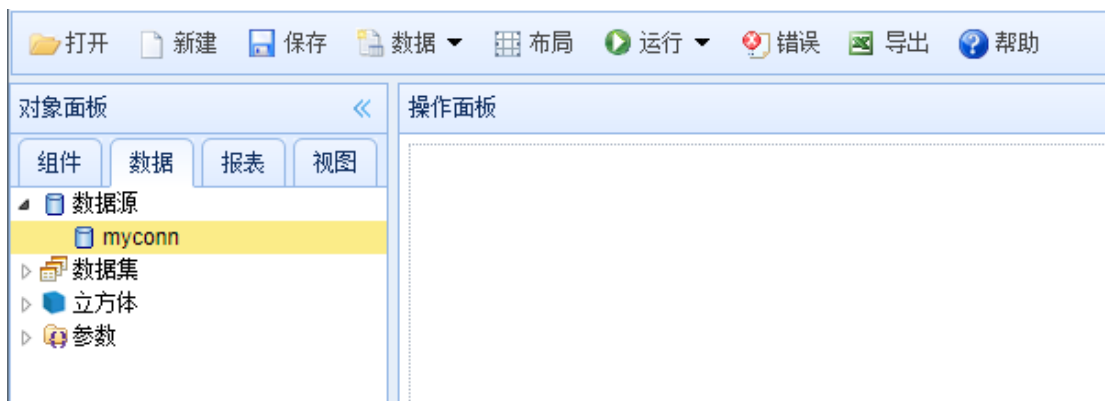 打开 新建 保存 数据 布局 运行 错误 导出 帮助
对象面板 操作面板
组件 数据 报表 视图
数据源
myconn
数据集
立方体
参数